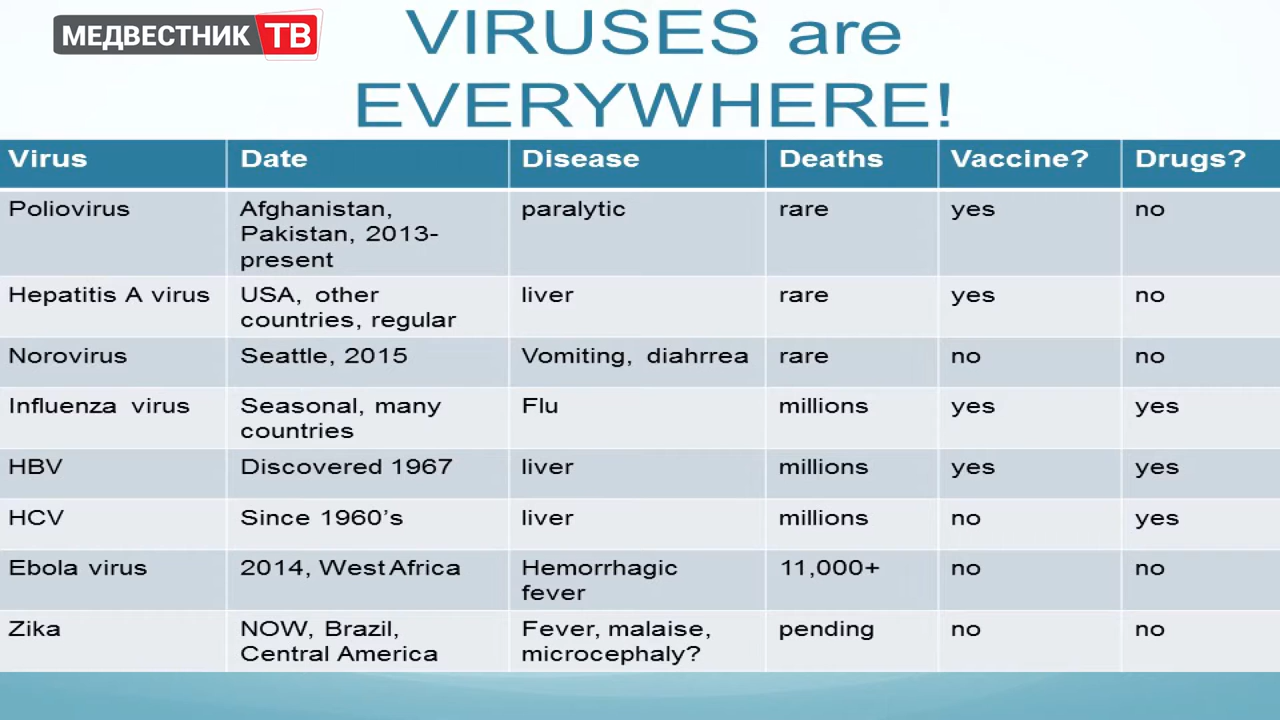 МЕДВЕСТНИК ТВ
VIRUSES are
EVERYWHERE!
Virus Date Disease Deaths Vaccine? Drugs?
Poliovirus Afghanistan, paralytic rare yes no
Pakistan, 2013-
present
Hepatitis A virus USA, other liver rare yes no
countries, regular
Norovirus Seattle, 2015 Vomiting, diahrrea rare no no
Influenza virus Seasonal, many Flu millions yes yes
countries
HBV Discovered 1967 liver millions yes yes
HCV Since 1960’s liver millions no yes
Ebola virus 2014, West Africa Hemorrhagic 11,000+ no no
fever
Zika NOW, Brazil, Fever, malaise, pending no no
Central America microcephaly?